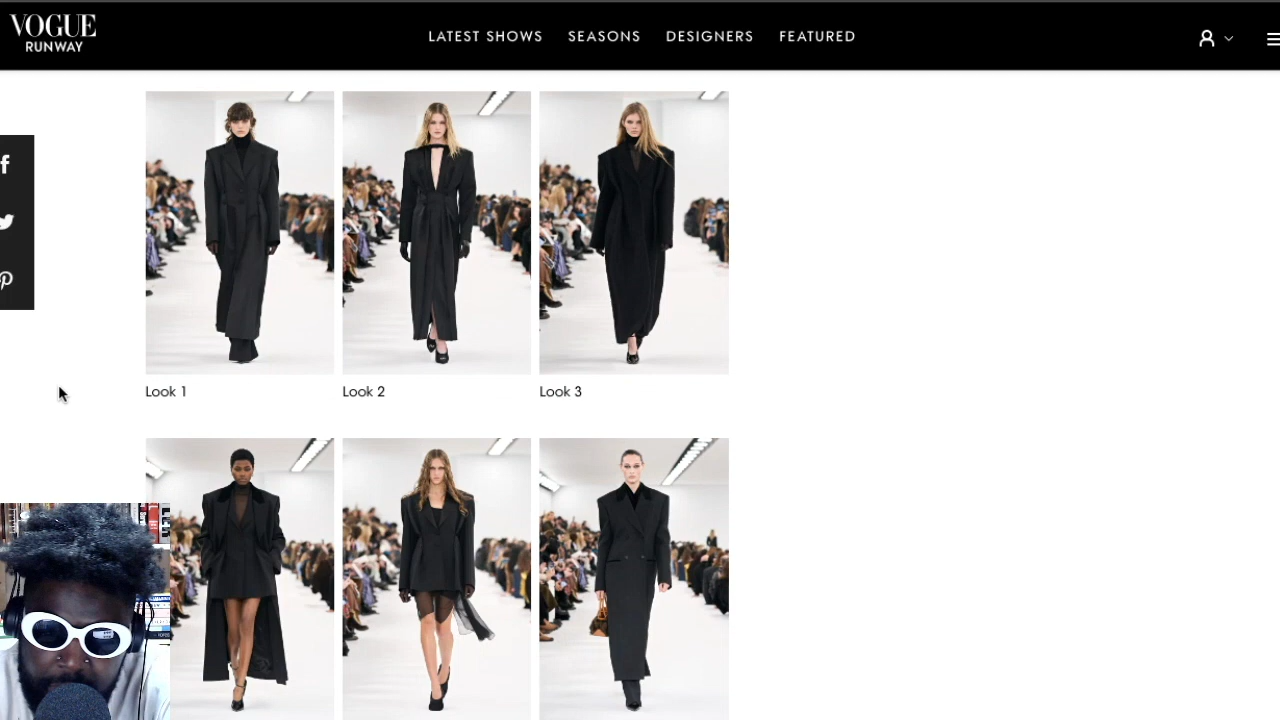 VOGUE
RUNWAY
LATEST SHOWS SEASONS DESIGNERS FEATURED
Look 1 Look 2 Look 3